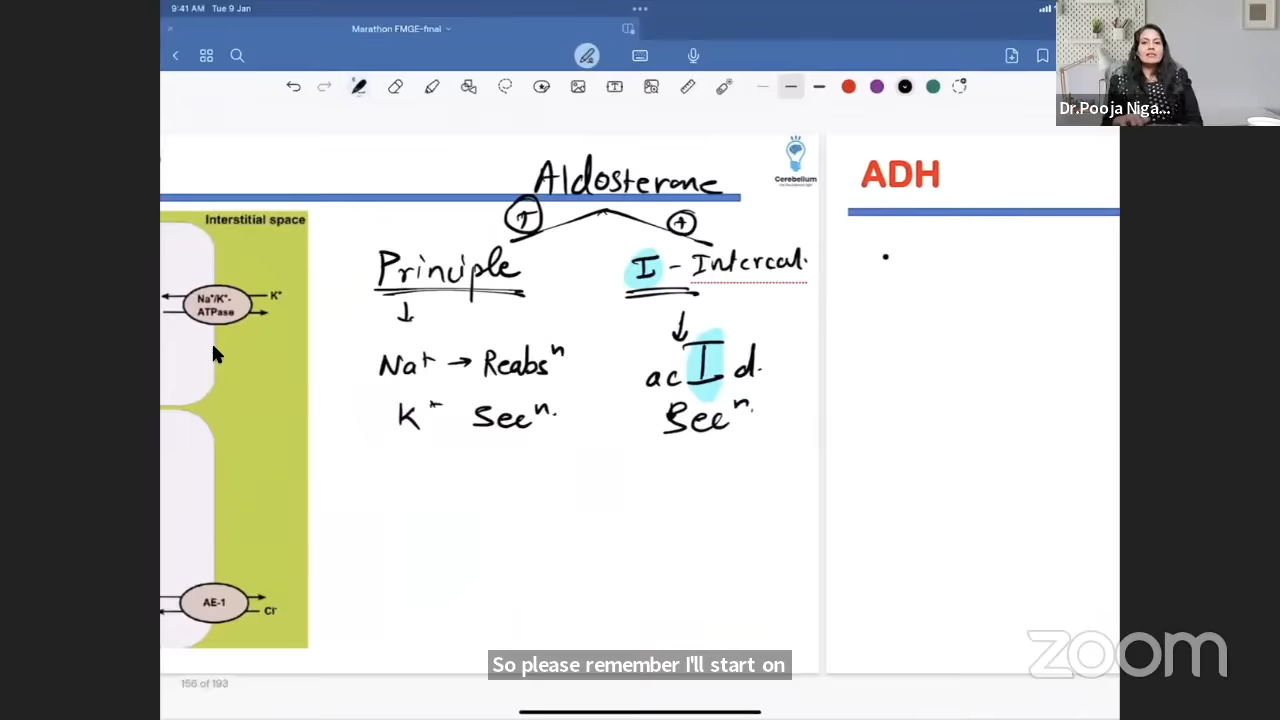 9:41 AM Tue 9 Jan
Marathon FMGE-final
Dr.Pooja Niga...
Cerebellum
Aldosterone
ADH
Interstitial space
Principle
I - Intercal.
Na⁺/K⁺-
ATPase
K⁺
Na⁺ → Reabsⁿ
acId.
K⁺ Secⁿ.
Secⁿ.
AE-1
Cl⁻
So please remember I'll start on
zoom
156 of 193